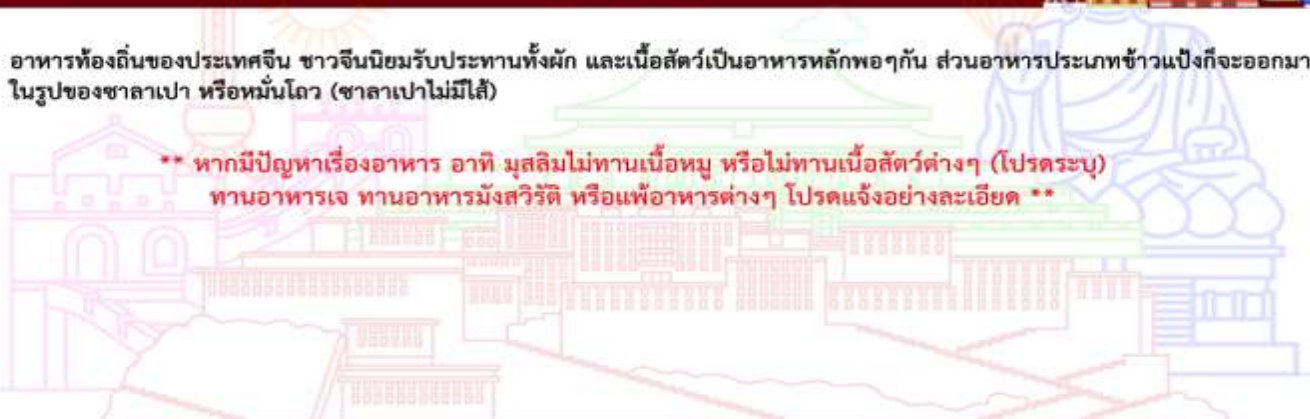 อาหารท้องถิ่นของประเทศจีน ชาวจีนนิยมรับประทานทั้งผัก และเนื้อสัตว์เป็นอาหารหลักพอๆกัน ส่วนอาหารประเภทข้าวแป้งก็จะออกมา
ในรูปของซาลาเปา หรือหมั่นโถว (ซาลาเปาไม่มีไส้)
** หากมีปัญหาเรื่องอาหาร อาทิ มุสลิมไม่ทานเนื้อหมู หรือไม่ทานเนื้อสัตว์ต่างๆ (โปรดระบุ)
ทานอาหารเจ ทานอาหารมังสวิรัติ หรือแพ้อาหารต่างๆ โปรดแจ้งอย่างละเอียด **